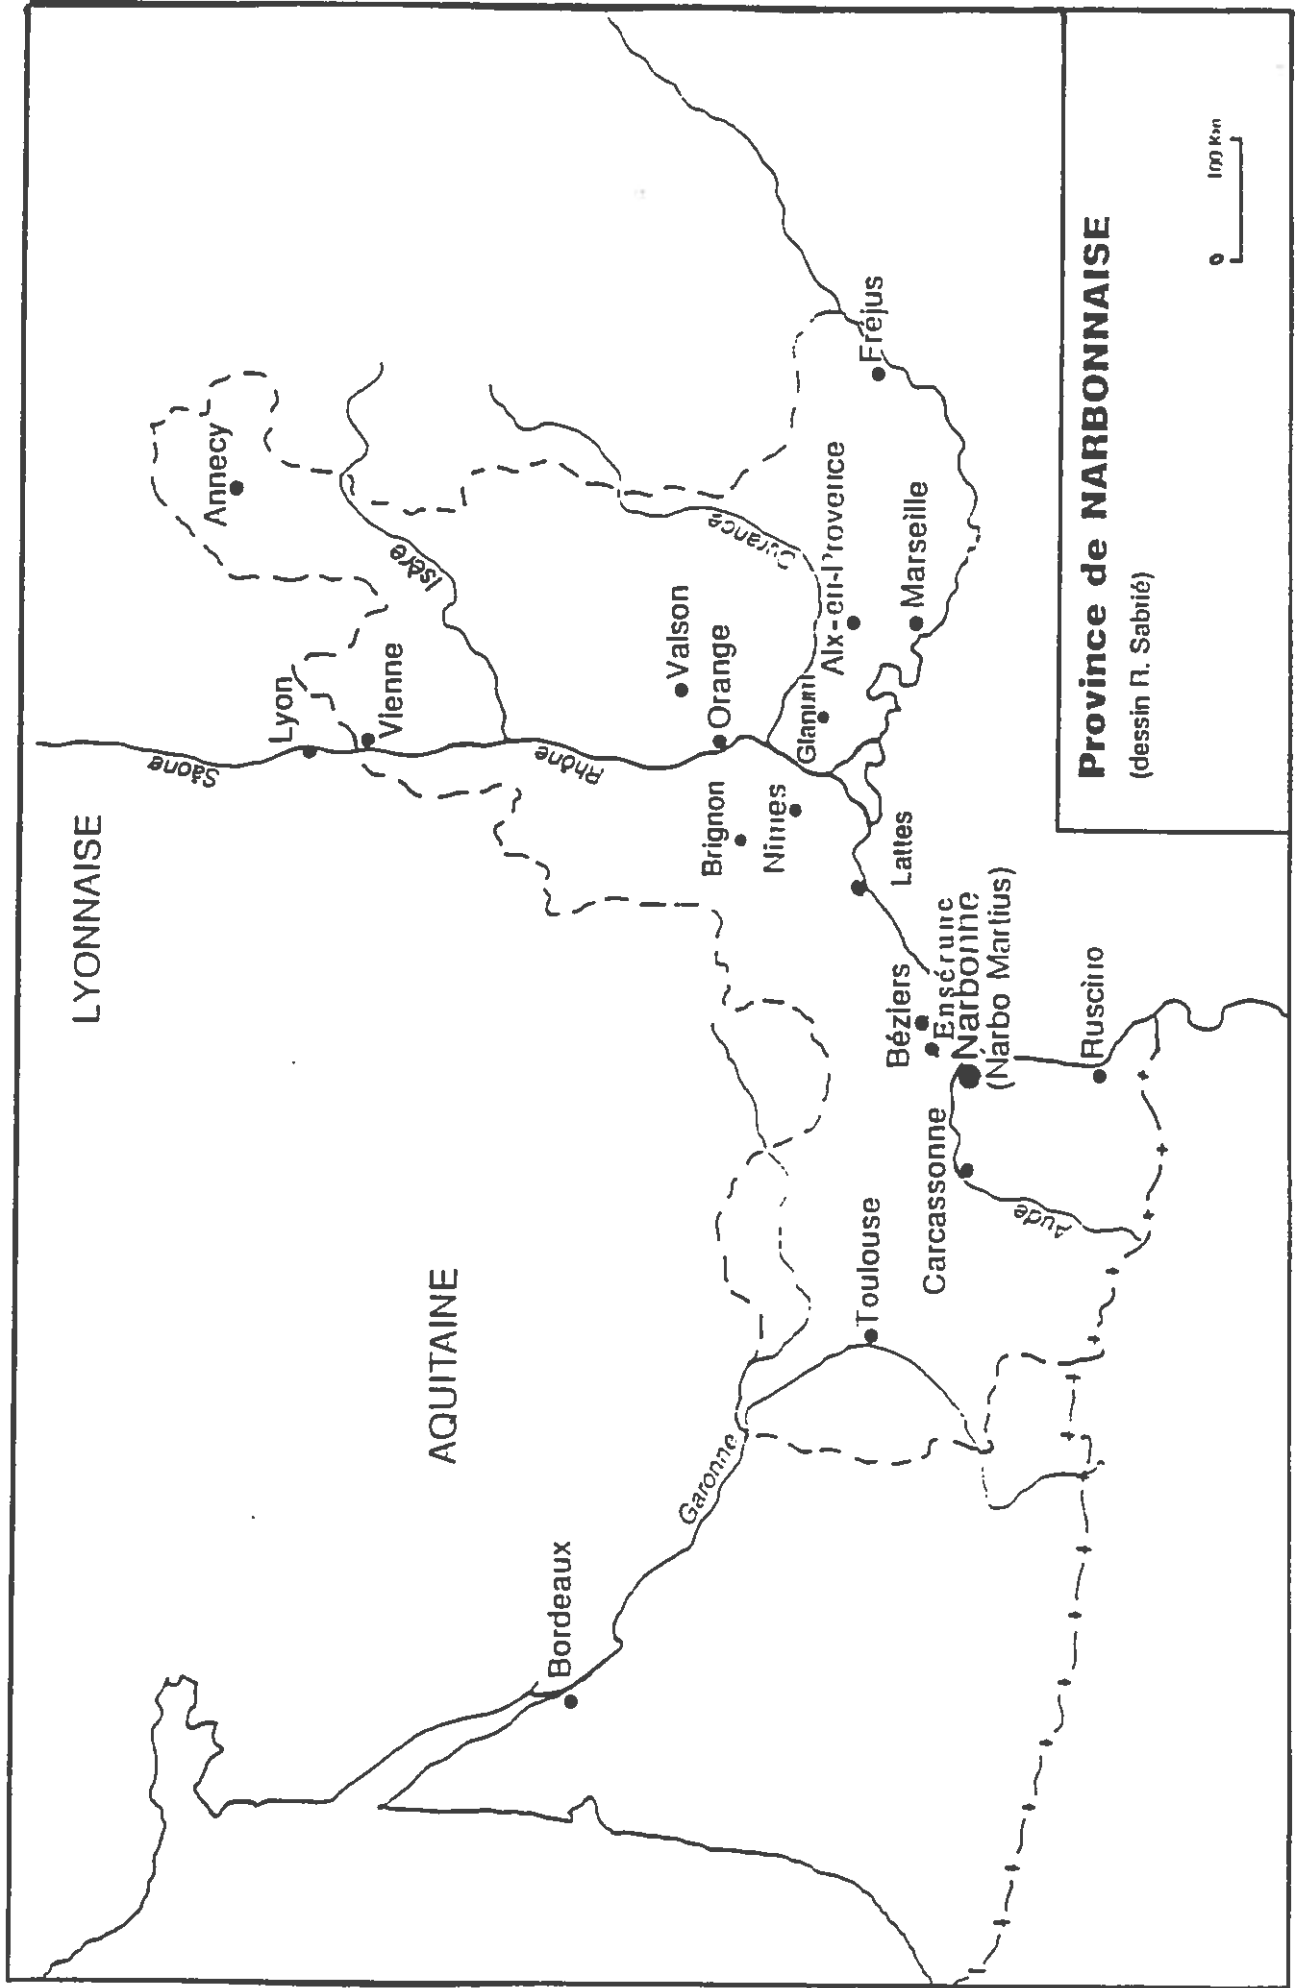 LYONNAISE
Saône
Lyon
Annecy
Vienne
Isère
AQUITAINE
Rhône
Valson
Orange
Durance
Bordeaux
Garonne
Brignon
Nimes
Glanum
Aix-en-Provence
Fréjus
Marseille
Lattes
Toulouse
Béziers
Ensérune
Carcassonne
Narbonne
(Narbo Martius)
Aude
Ruscino
Province de NARBONNAISE
(dessin R. Sabrié)
0 100 Km